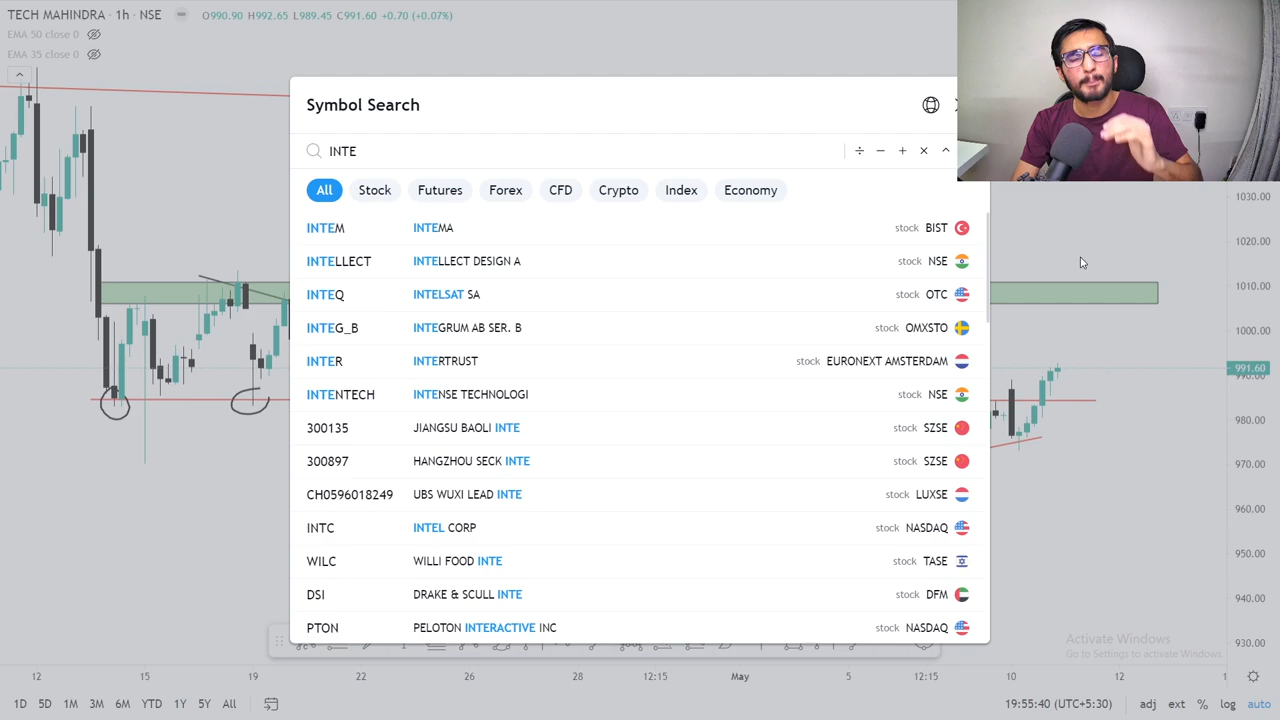 TECH MAHINDRA · 1h · NSE O990.90 H992.65 L989.45 C991.60 +0.70 (+0.07%)
EMA 50 close 0
EMA 35 close 0
Symbol Search
INTE
All Stock Futures Forex CFD Crypto Index Economy
INTEM INTEMA stock BIST
INTELLECT INTELLECT DESIGN A stock NSE
INTEQ INTELSAT SA stock OTC
INTEG_B INTEGRUM AB SER. B stock OMXSTO
INTER INTERTRUST stock EURONEXT AMSTERDAM
INTENTECH INTENSE TECHNOLOGI stock NSE
300135 JIANGSU BAOLI INTE stock SZSE
300897 HANGZHOU SECK INTE stock SZSE
CH0596018249 UBS WUXI LEAD INTE stock LUXSE
INTC INTEL CORP stock NASDAQ
WILC WILLI FOOD INTE stock TASE
DSI DRAKE & SCULL INTE stock DFM
PTON PELOTON INTERACTIVE INC stock NASDAQ
1030.00
1020.00
1010.00
1000.00
991.60
980.00
970.00
960.00
950.00
940.00
930.00
Activate Windows
Go to Settings to activate Windows.
12 15 19 22 26 28 12:15 May 5 12:15 10 12
1D 5D 1M 3M 6M YTD 1Y 5Y All 19:55:40 (UTC+5:30) adj ext % log auto